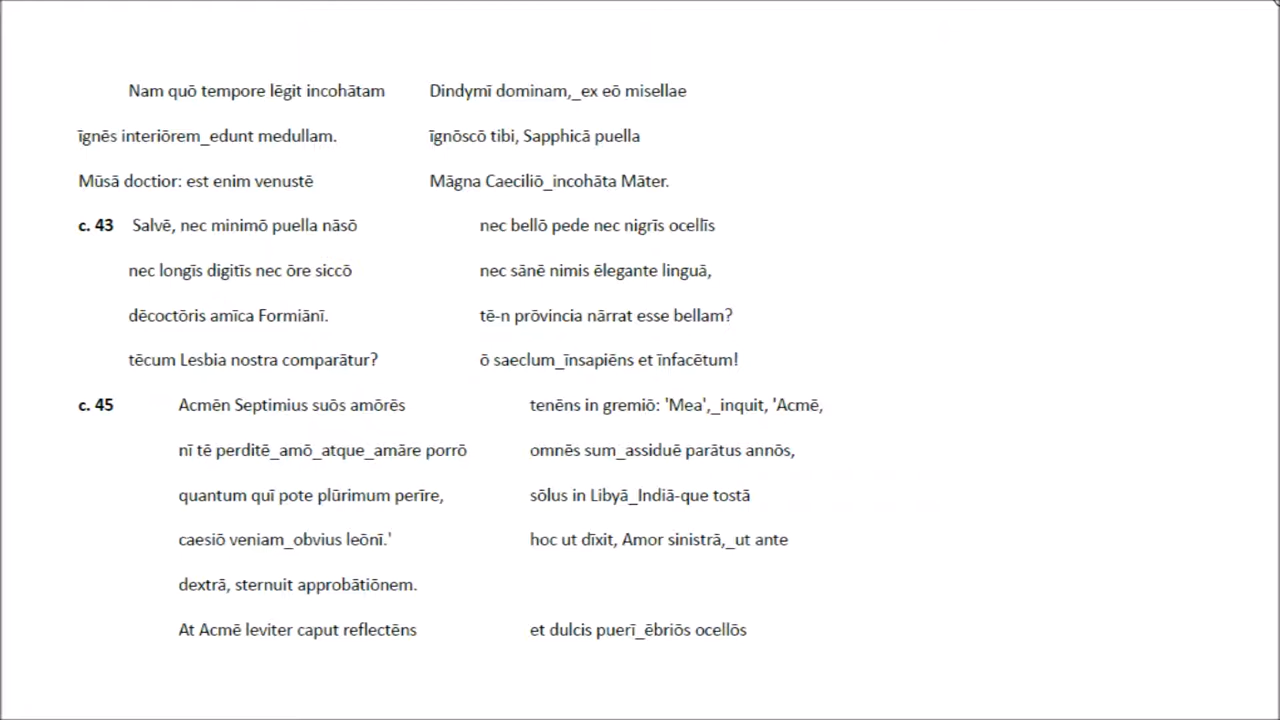 Nam quō tempore lēgit incohātam Dindymī dominam,_ex eō misellae
īgnēs interiōrem_edunt medullam. īgnōscō tibi, Sapphicā puella
Mūsā doctior: est enim venustē Māgna Caeciliō_incohāta Māter.
c. 43 Salvē, nec minimō puella nāsō nec bellō pede nec nigrīs ocellīs
nec longīs digitīs nec ōre siccō nec sānē nimis ēlegante linguā,
dēcoctōris amīca Formiānī. tē-n prōvincia nārrat esse bellam?
tēcum Lesbia nostra comparātur? ō saeclum_īnsapiēns et īnfacētum!
c. 45 Acmēn Septimius suōs amōrēs tenēns in gremiō: 'Mea',_inquit, 'Acmē,
nī tē perditē_amō_atque_amāre porrō omnēs sum_assiduē parātus annōs,
quantum quī pote plūrimum perīre, sōlus in Libyā_Indiā-que tostā
caesiō veniam_obvius leōnī.' hoc ut dīxit, Amor sinistrā,_ut ante
dextrā, sternuit approbātiōnem.
At Acmē leviter caput reflectēns et dulcis puerī_ēbriōs ocellōs